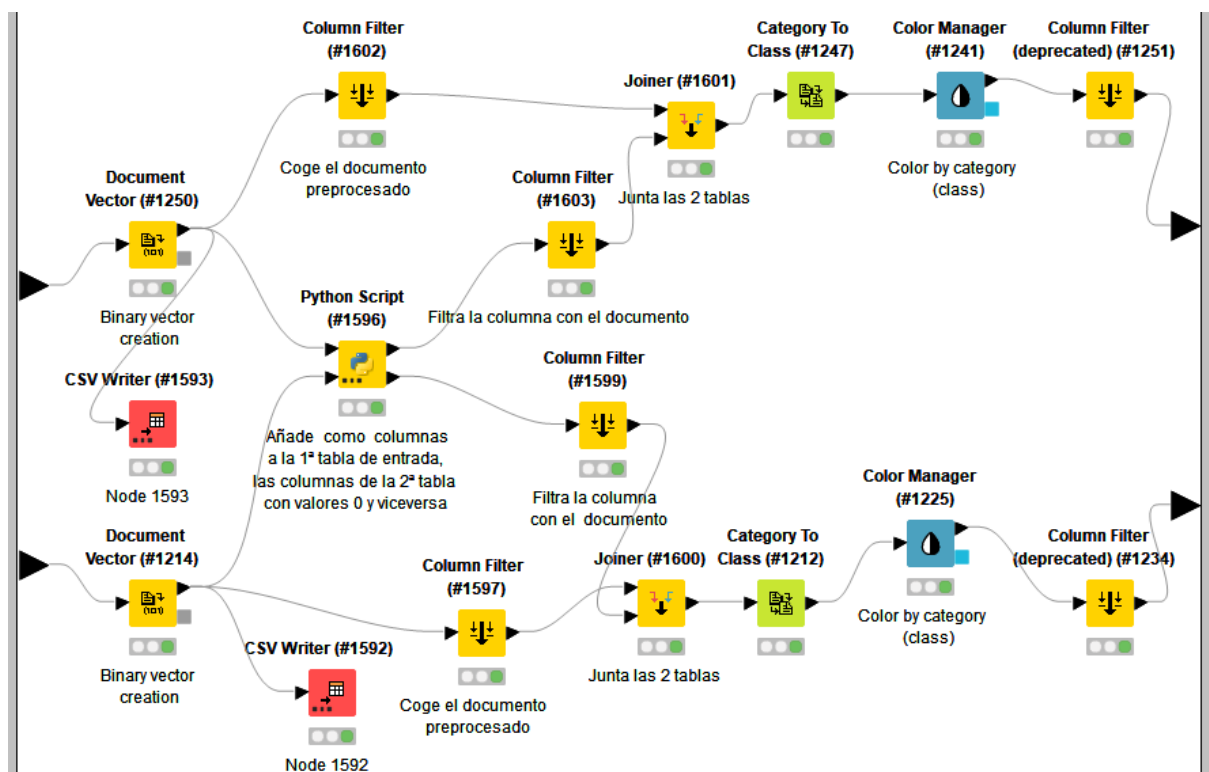 Column Filter
(#1602)
Coge el documento
preprocesado
Category To
Class (#1247)
Color Manager
(#1241)
Color by category
(class)
Column Filter
(deprecated) (#1251)
Joiner (#1601)
Junta las 2 tablas
Document
Vector (#1250)
(101)
Binary vector
creation
Column Filter
(#1603)
Filtra la columna con el documento
Python Script
(#1596)
Añade como columnas
a la 1ª tabla de entrada,
las columnas de la 2ª tabla
con valores 0 y viceversa
CSV Writer (#1593)
Node 1593
Column Filter
(#1599)
Filtra la columna
con el documento
Document
Vector (#1214)
(101)
Binary vector
creation
Column Filter
(#1597)
Coge el documento
preprocesado
CSV Writer (#1592)
Node 1592
Joiner (#1600)
Junta las 2 tablas
Category To
Class (#1212)
Color Manager
(#1225)
Color by category
(class)
Column Filter
(deprecated) (#1234)